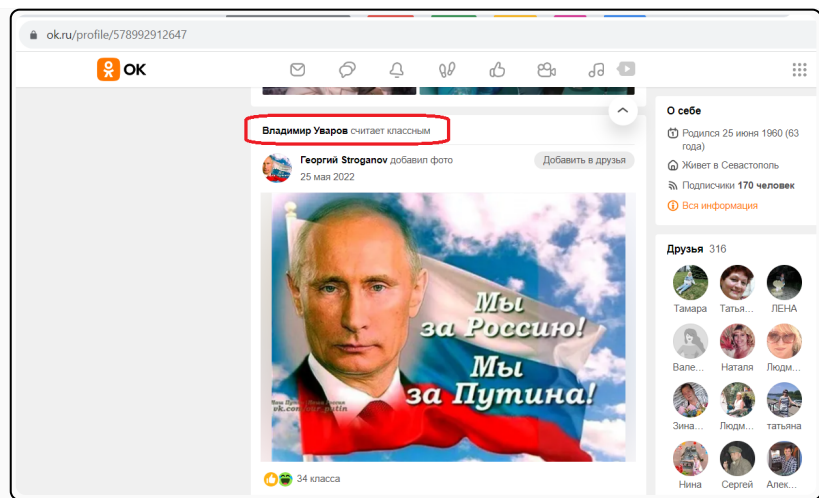 ok.ru/profile/578992912647
ОК
Владимир Уваров считает классным
Георгий Stroganov добавил фото
25 мая 2022
Добавить в друзья
Мы
за Россию!
Мы
за Путина!
34 класса
О себе
Родился 25 июня 1960 (63
года)
Живет в Севастополь
Подписчики 170 человек
Вся информация
Друзья 316
Тамара Татья... ЛЕНА
Вале... Наталя Людм...
Зина... Людм... татьяна
Нина Сергей Алек...